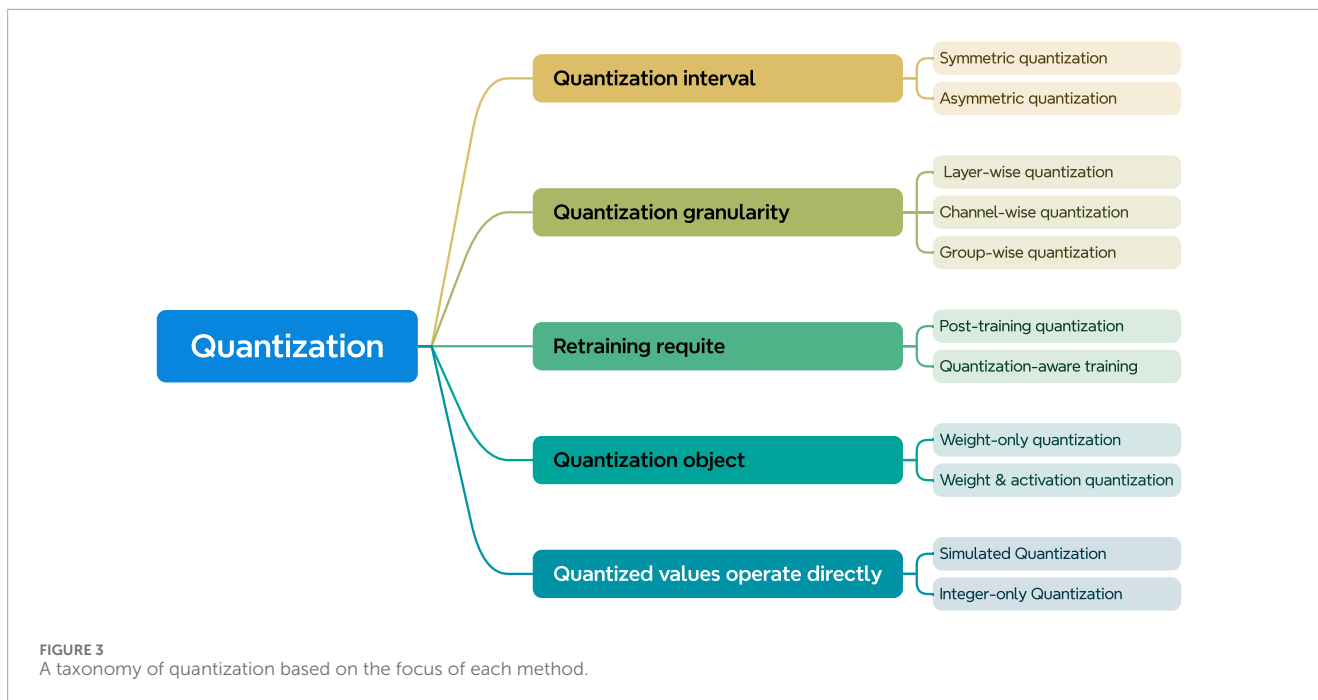 Quantization
Quantization interval
Symmetric quantization
Asymmetric quantization
Quantization granularity
Layer-wise quantization
Channel-wise quantization
Group-wise quantization
Retraining requite
Post-training quantization
Quantization-aware training
Quantization object
Weight-only quantization
Weight & activation quantization
Quantized values operate directly
Simulated Quantization
Integer-only Quantization
FIGURE 3
A taxonomy of quantization based on the focus of each method.